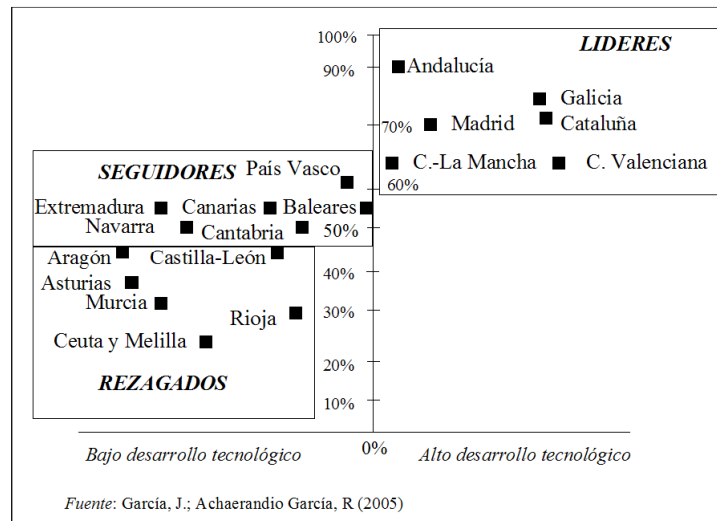 100%
LIDERES
90%
Andalucía
Galicia
70%
Madrid
Cataluña
SEGUIDORES
País Vasco
C.-La Mancha
C. Valenciana
60%
Extremadura
Canarias
Baleares
Navarra
Cantabria
50%
Aragón
Castilla-León
40%
Asturias
Murcia
Rioja
30%
Ceuta y Melilla
20%
REZAGADOS
10%
0%
Bajo desarrollo tecnológico
Alto desarrollo tecnológico
Fuente: García, J.; Achaerandio García, R (2005)